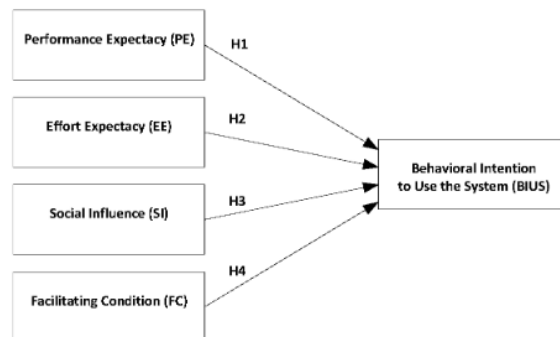 Performance Expectacy (PE)
H1
Effort Expectacy (EE)
H2
Behavioral Intention
to Use the System (BIUS)
Social Influence (SI)
H3
Facilitating Condition (FC)
H4